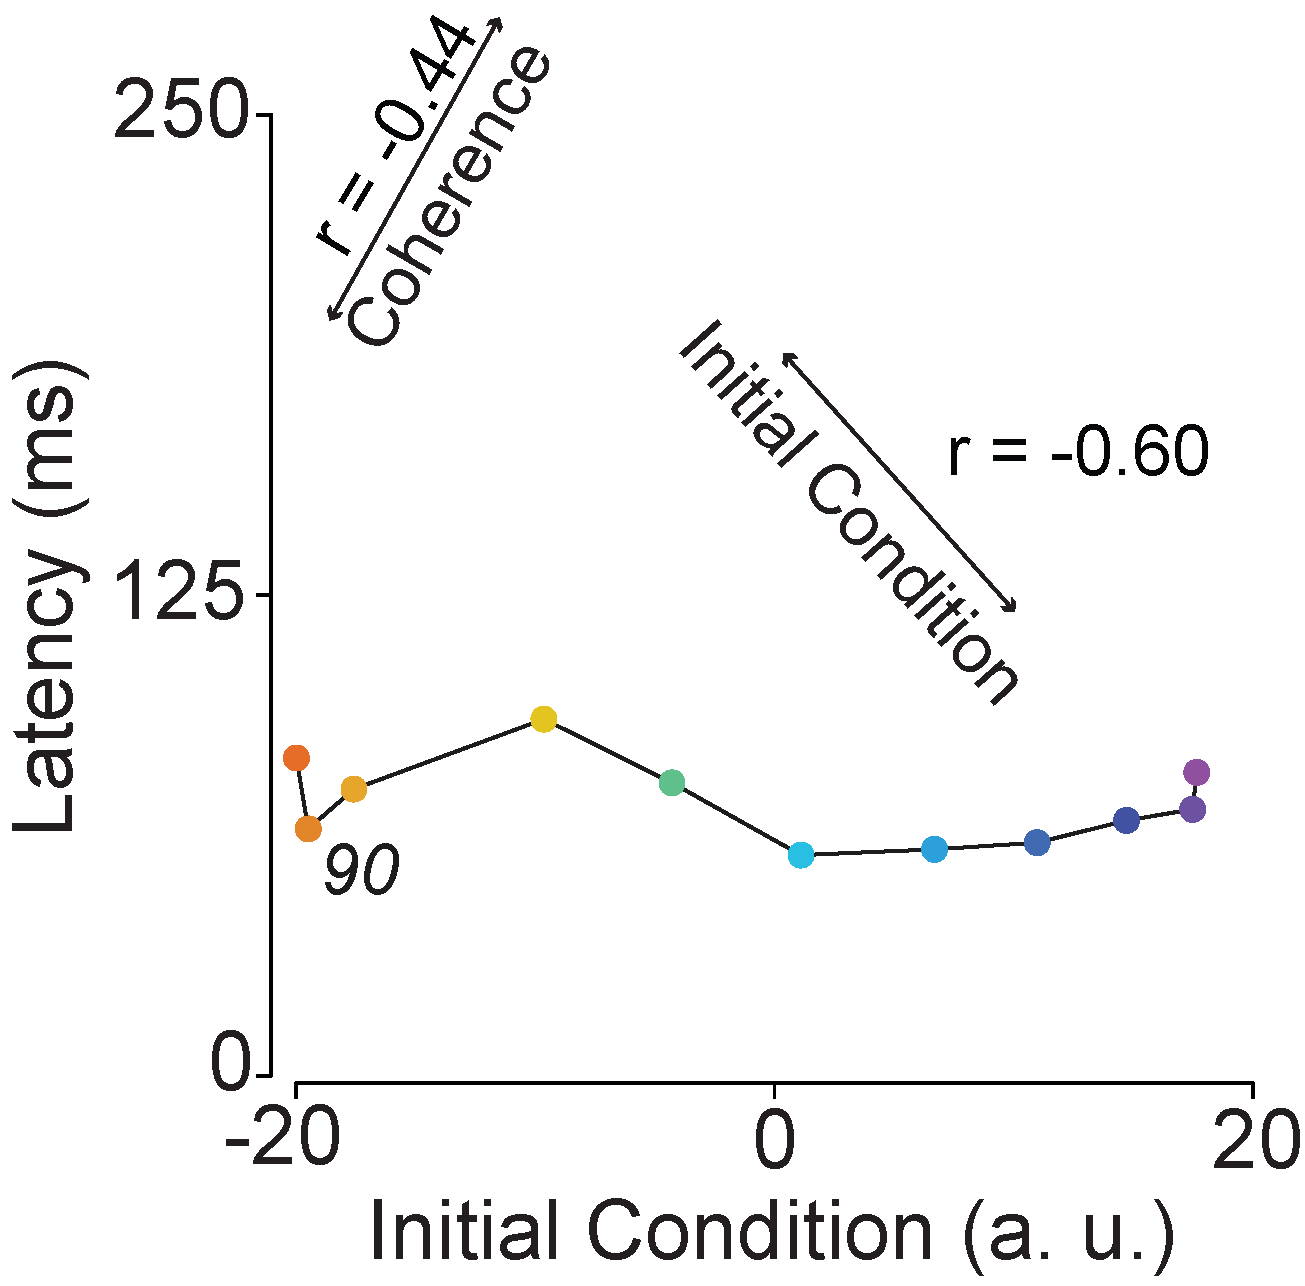 r = -0.44
Coherence
250
Initial Condition
r = -0.60
Latency (ms)
125
90
0
-20
0
20
Initial Condition (a. u.)